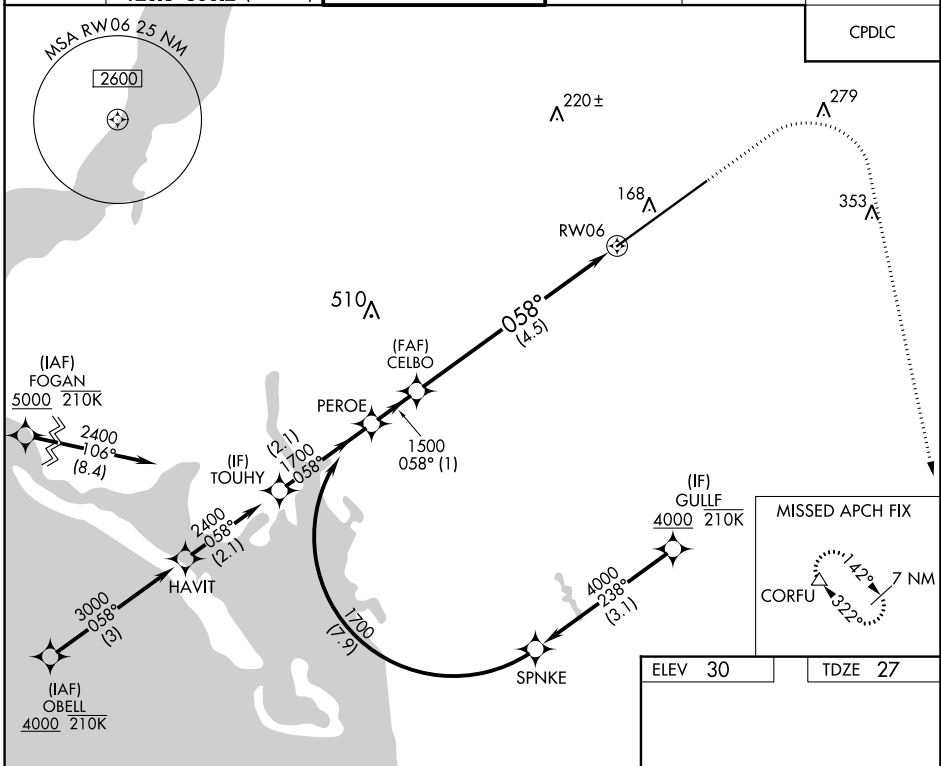 CPDLC
MSA RW06 25 NM
2600
220 ±
279
168
353
RW06
510
058°
(4.5)
(FAF)
CELBO
PEROE
1500
058° (1)
(IAF)
FOGAN
5000 210K
2400
106°
(8.4)
(IF)
TOUHY
(2.1)
1700
058°
2400
058°
(2.1)
HAVIT
3000
058°
(3)
(IAF)
OBELL
4000 210K
1700
(7.9)
(IF)
GULLF
4000 210K
4000
238°
(3.1)
SPNKE
MISSED APCH FIX
CORFU
142°
322°
7 NM
ELEV 30
TDZE 27